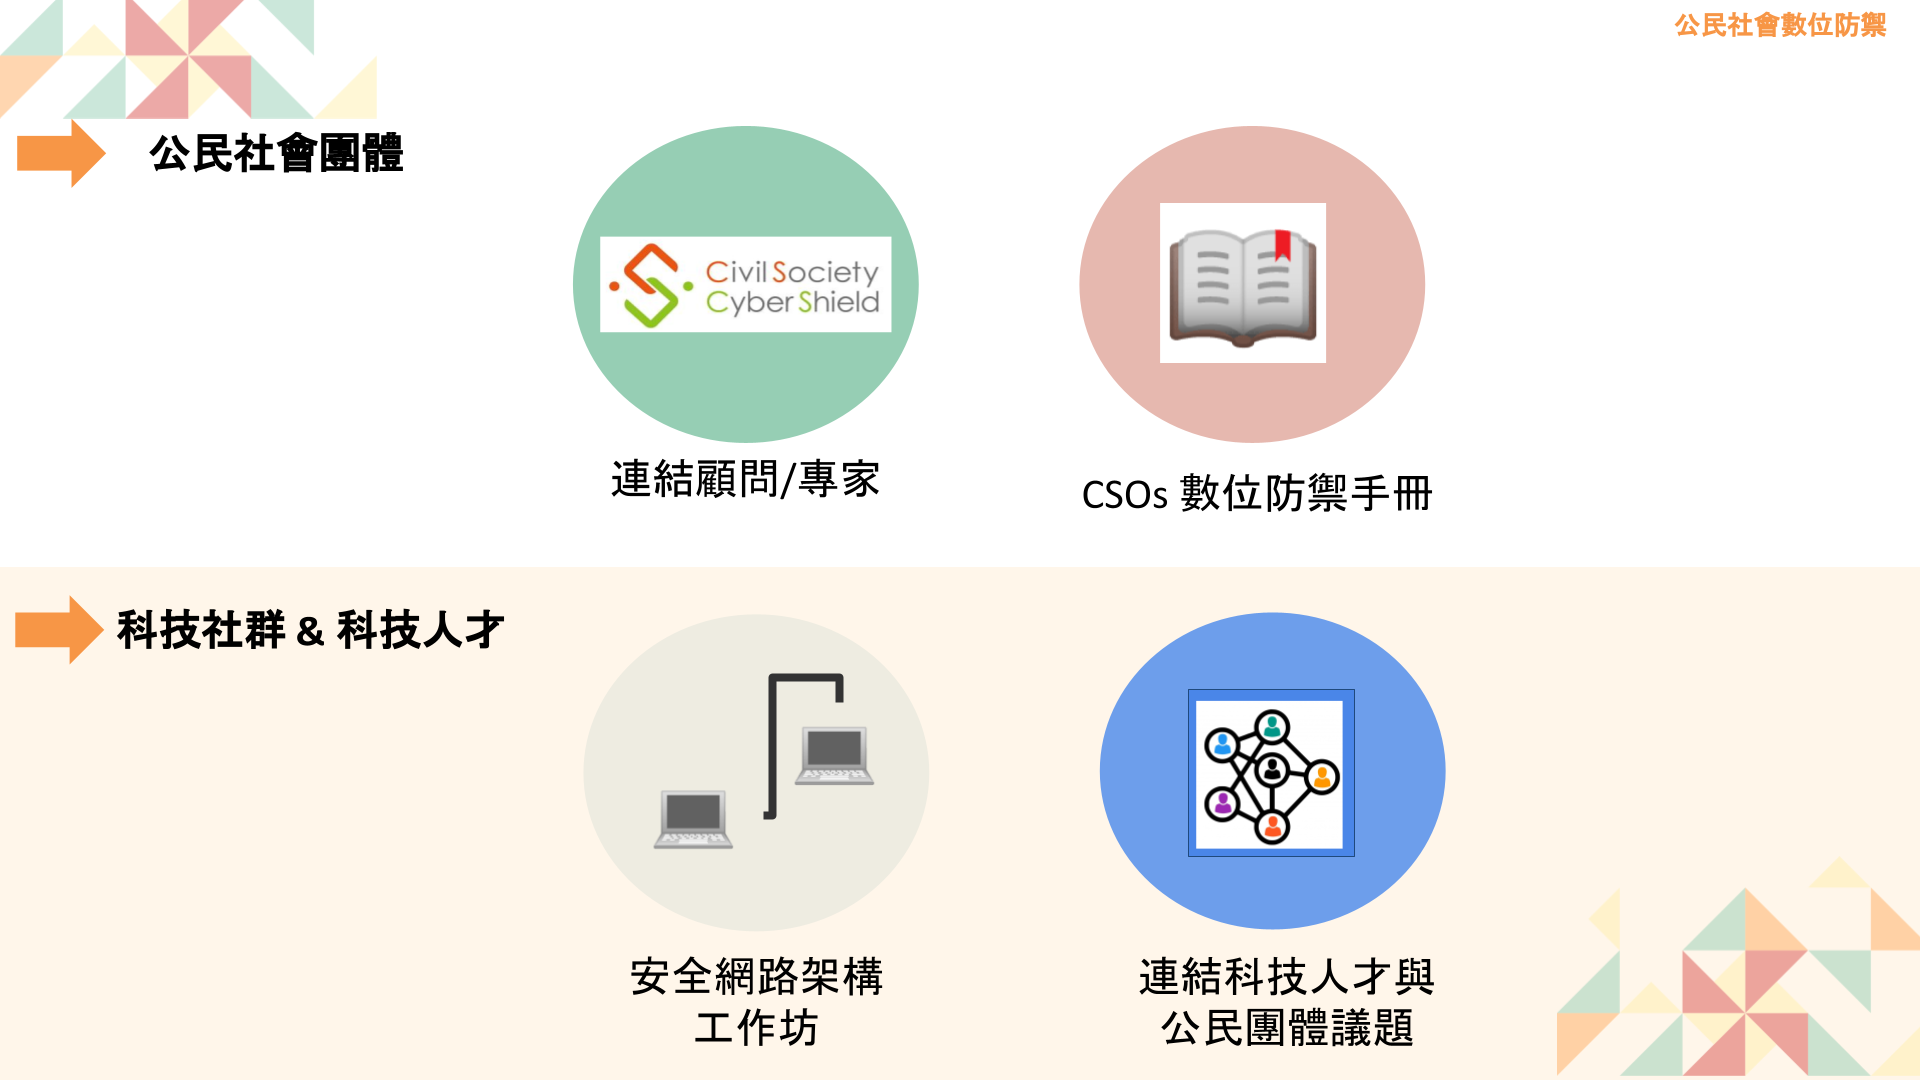 公民社會數位防禦
公民社會團體
Civil Society
Cyber Shield
連結顧問/專家
CSOs 數位防禦手冊
科技社群 & 科技人才
安全網路架構
工作坊
連結科技人才與
公民團體議題